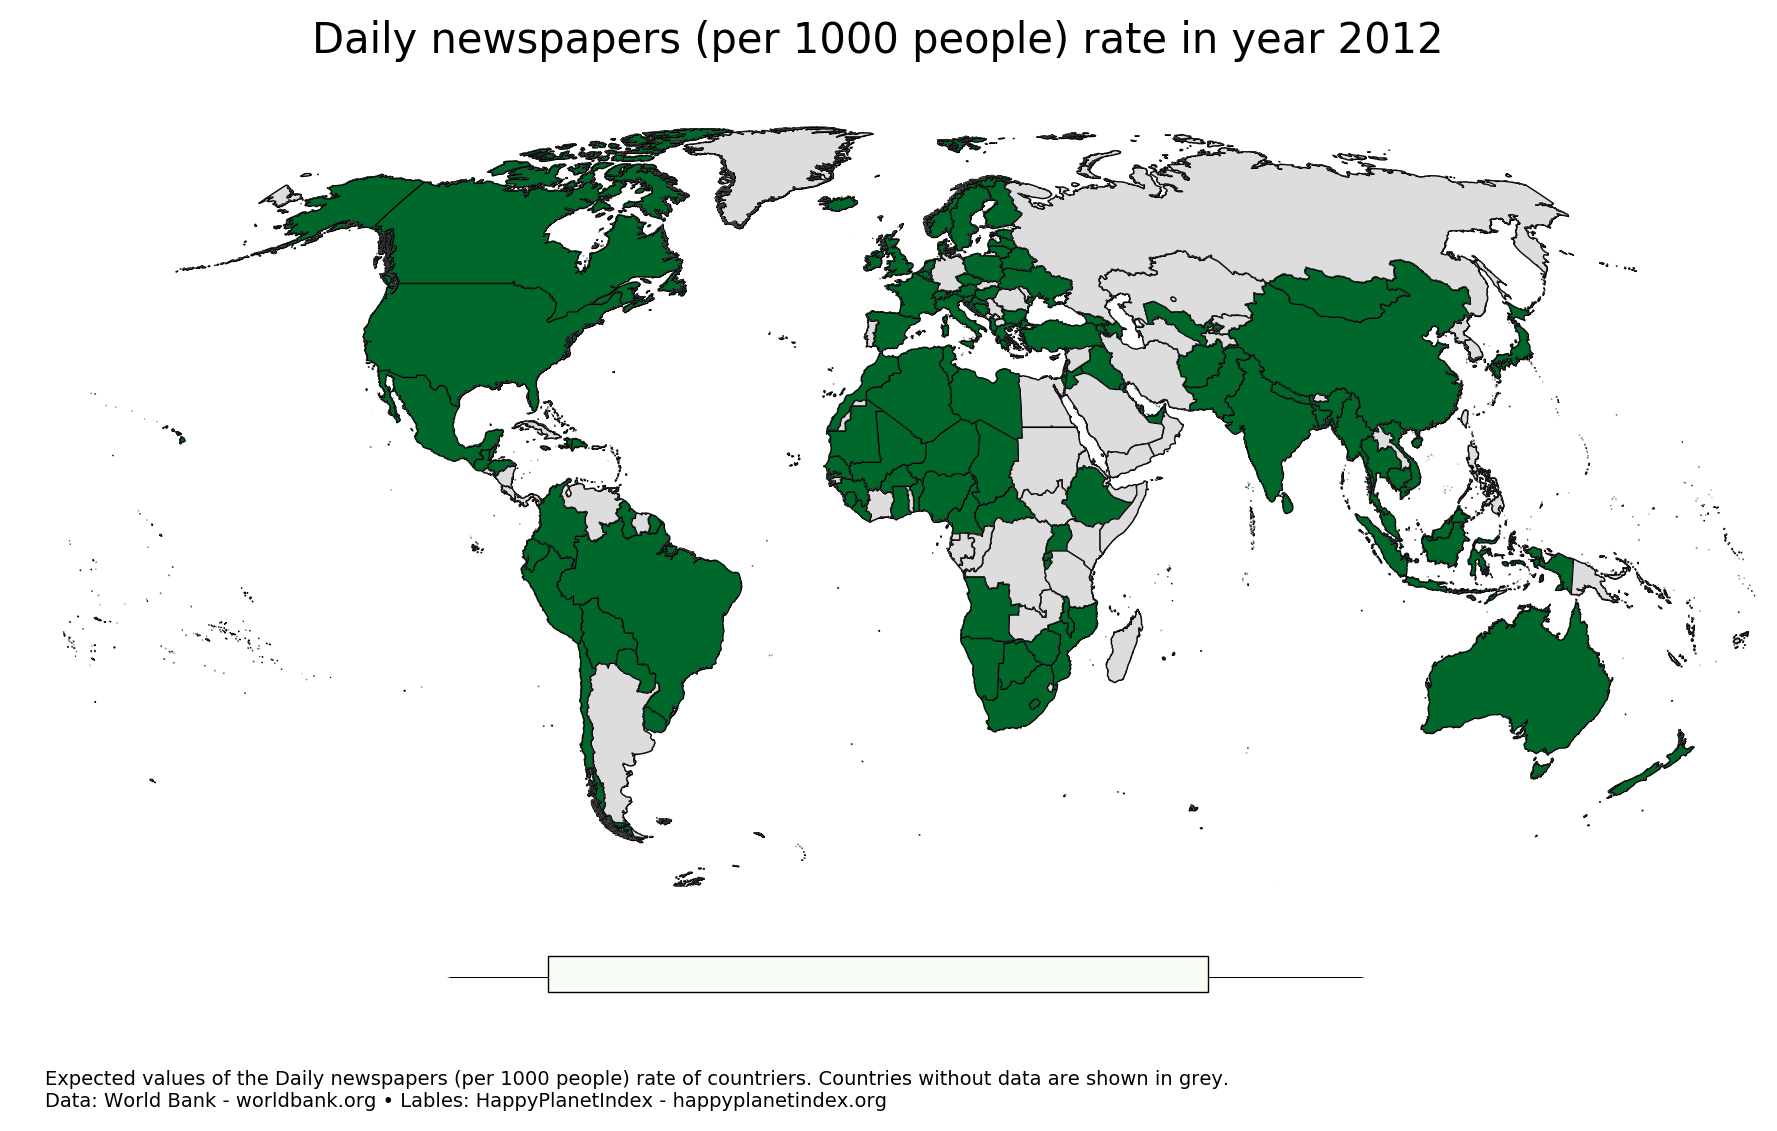 Daily newspapers (per 1000 people) rate in year 2012
Expected values of the Daily newspapers (per 1000 people) rate of countriers. Countries without data are shown in grey.
Data: World Bank - worldbank.org • Lables: HappyPlanetIndex - happyplanetindex.org